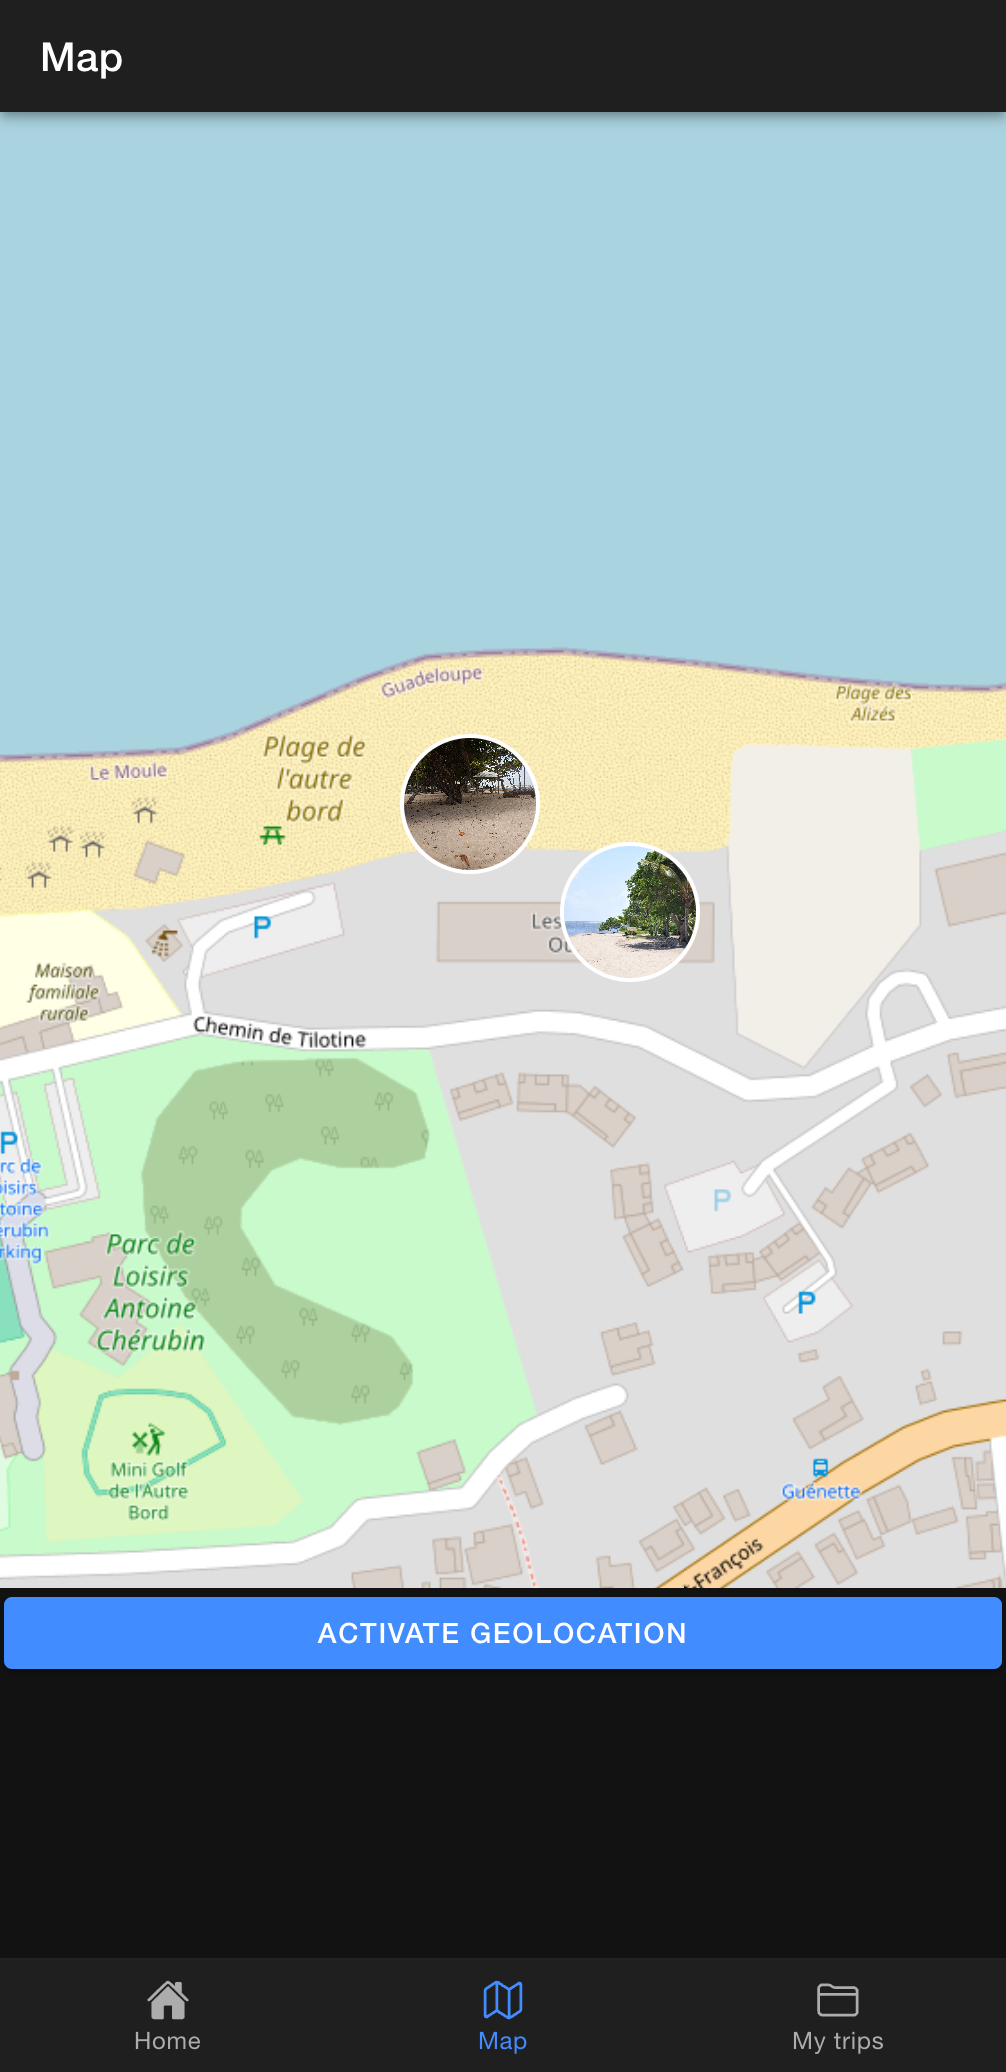 Map
Guadeloupe
Plage des
Alizés
Plage de
l'autre
bord
Le Moule
P
Les
Maison
familiale
rurale
Chemin de Tilotine
P
Parc de
Loisirs
Antoine
Chérubin
P
P
Mini Golf
de l'Autre
Bord
Guénette
t-François
ACTIVATE GEOLOCATION
Home
Map
My trips